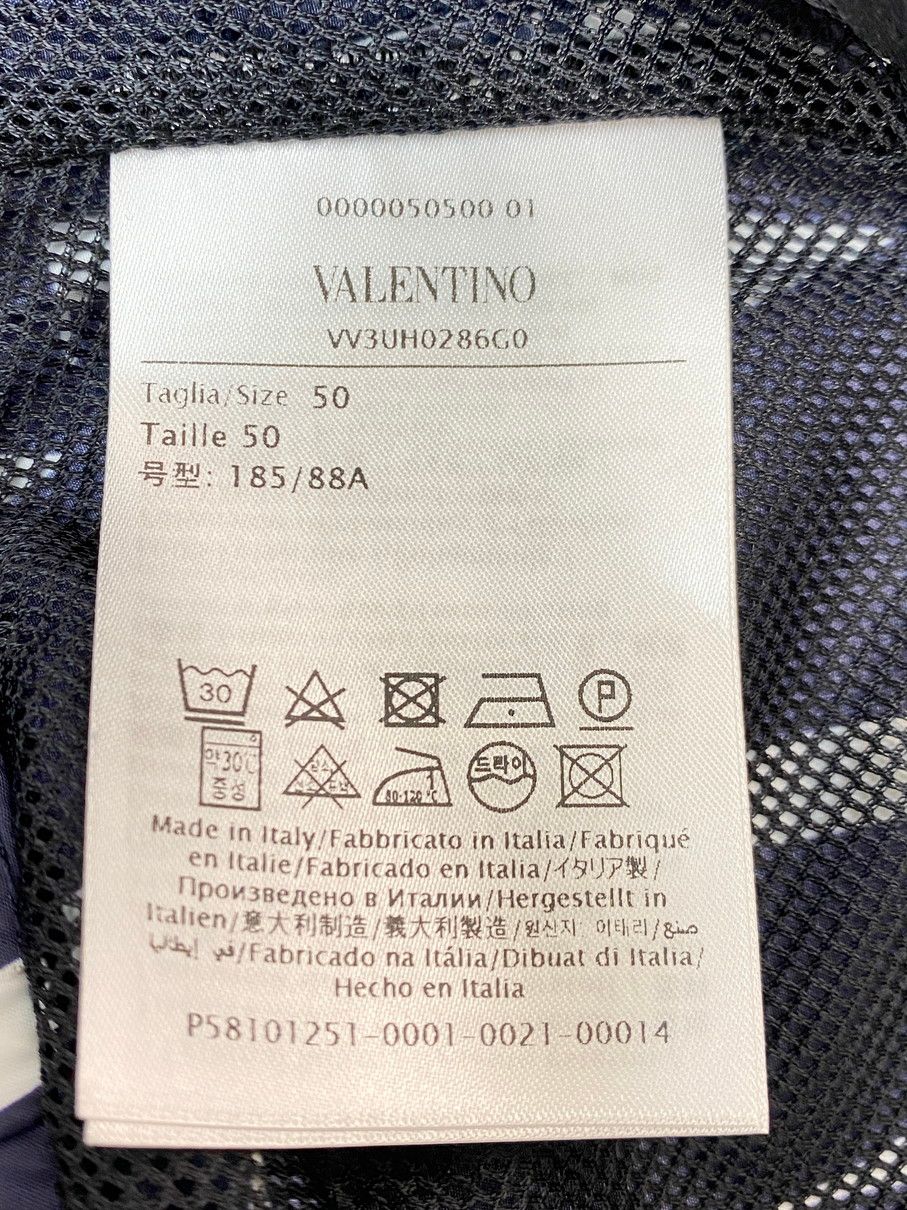 0000050500 01
VALENTINO
VV3UH0286G0
Taglia/Size 50
Taille 50
号型: 185/88A
30
P
약30℃
중성
산소
드라이
80-120℃
Made in Italy/Fabbricato in Italia/Fabriqué
en Italie/Fabricado en Italia/イタリア製/
Произведено в Италии/Hergestellt in
Italien/意大利制造/義大利製造/원산지: 이태리/صنع
في إيطاليا/Fabricado na Itália/Dibuat di Italia/
Hecho en Italia
P58101251-0001-0021-00014